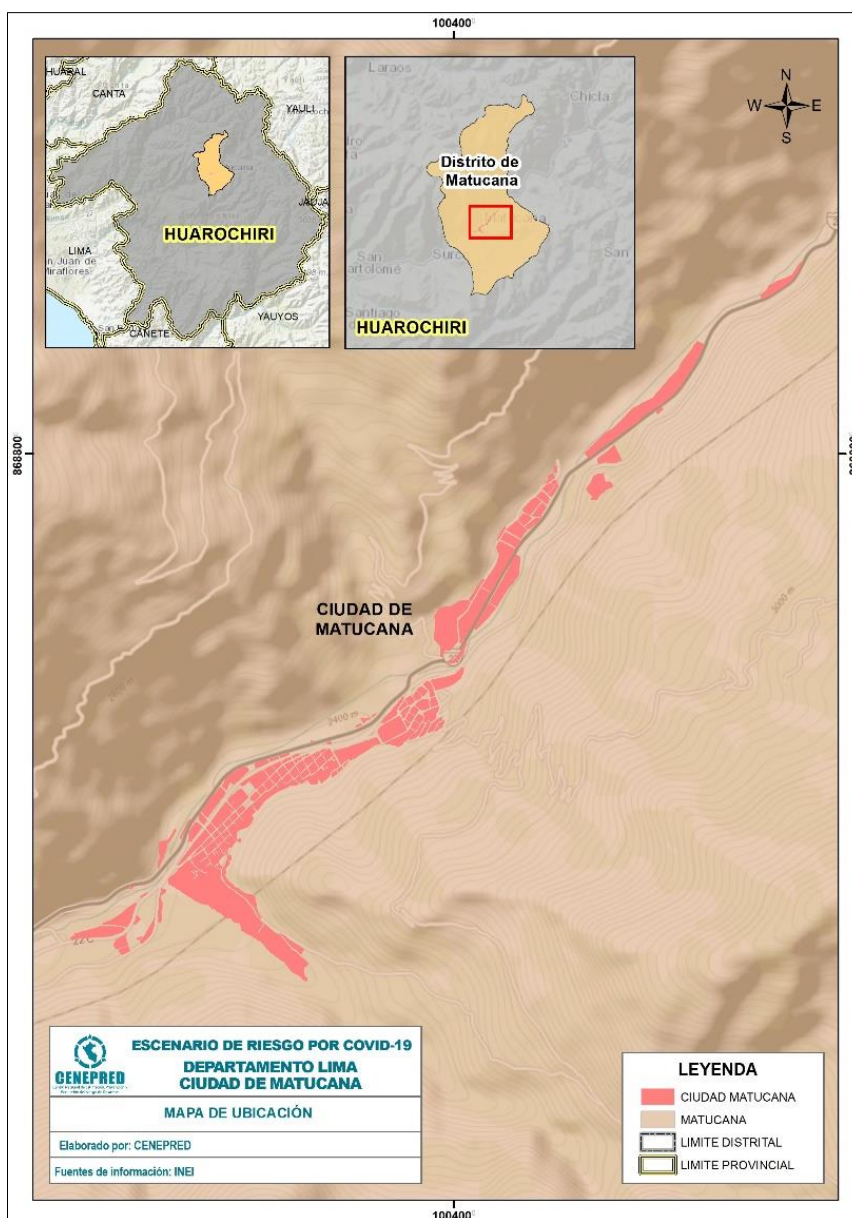 100400
HUARAL
CANTA
YAULI
JAUJA
HUAROCHIRI
LIMA
San Juan de
Miraflores
YAUYOS
CAÑETE
Laraos
Chicla
Distrito de
Matucana
Matucana
San
Bartolomé
Surco
San
Santiago
HUAROCHIRI
N
W E
S
868800
CIUDAD DE
MATUCANA
3000 m
2400 m
CENEPRED
ESCENARIO DE RIESGO POR COVID-19
DEPARTAMENTO LIMA
CIUDAD DE MATUCANA
MAPA DE UBICACIÓN
Elaborado por: CENEPRED
Fuentes de información: INEI
LEYENDA
CIUDAD MATUCANA
MATUCANA
LIMITE DISTRITAL
LIMITE PROVINCIAL
100400